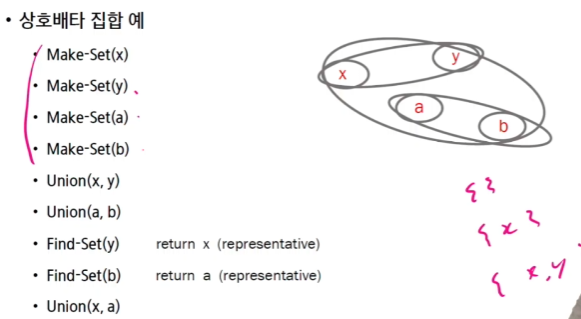 • 상호배타 집합 예
• Make-Set(x)
• Make-Set(y)
• Make-Set(a)
• Make-Set(b)
• Union(x, y)
• Union(a, b)
• Find-Set(y) return x (representative)
• Find-Set(b) return a (representative)
• Union(x, a)
x
y
a
b
{ }
{ x }
{ x, y